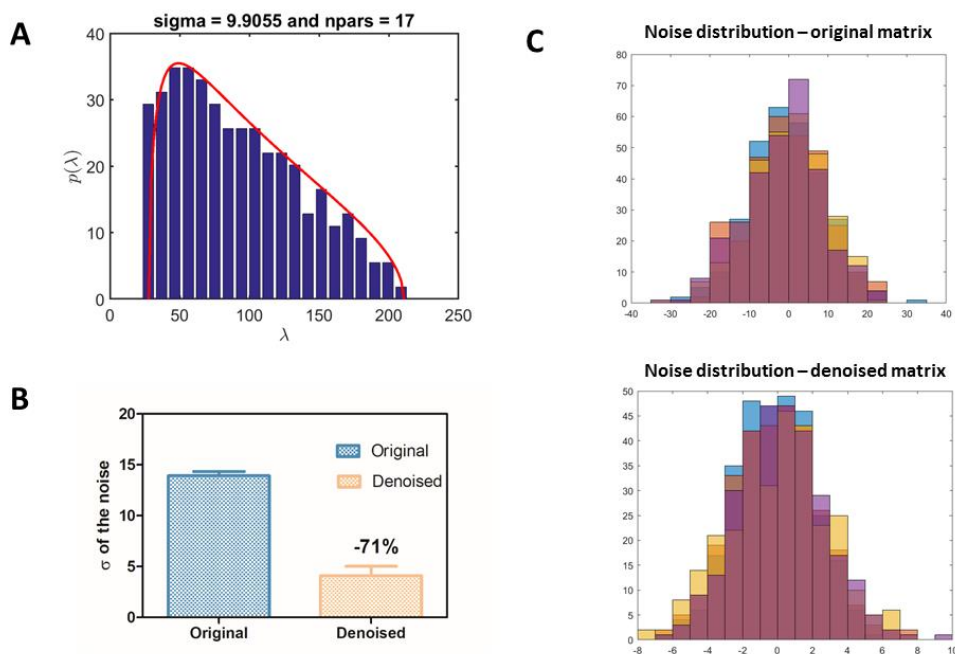 A
sigma = 9.9055 and npars = 17
40
30
20
10
0
p(λ)
0 50 100 150 200 250
λ
B
20
15
10
5
0
σ of the noise
Original
Denoised
-71%
Original Denoised
C
Noise distribution – original matrix
80
70
60
50
40
30
20
10
0
-40 -30 -20 -10 0 10 20 30 40
Noise distribution – denoised matrix
50
45
40
35
30
25
20
15
10
5
0
-8 -6 -4 -2 0 2 4 6 8 10